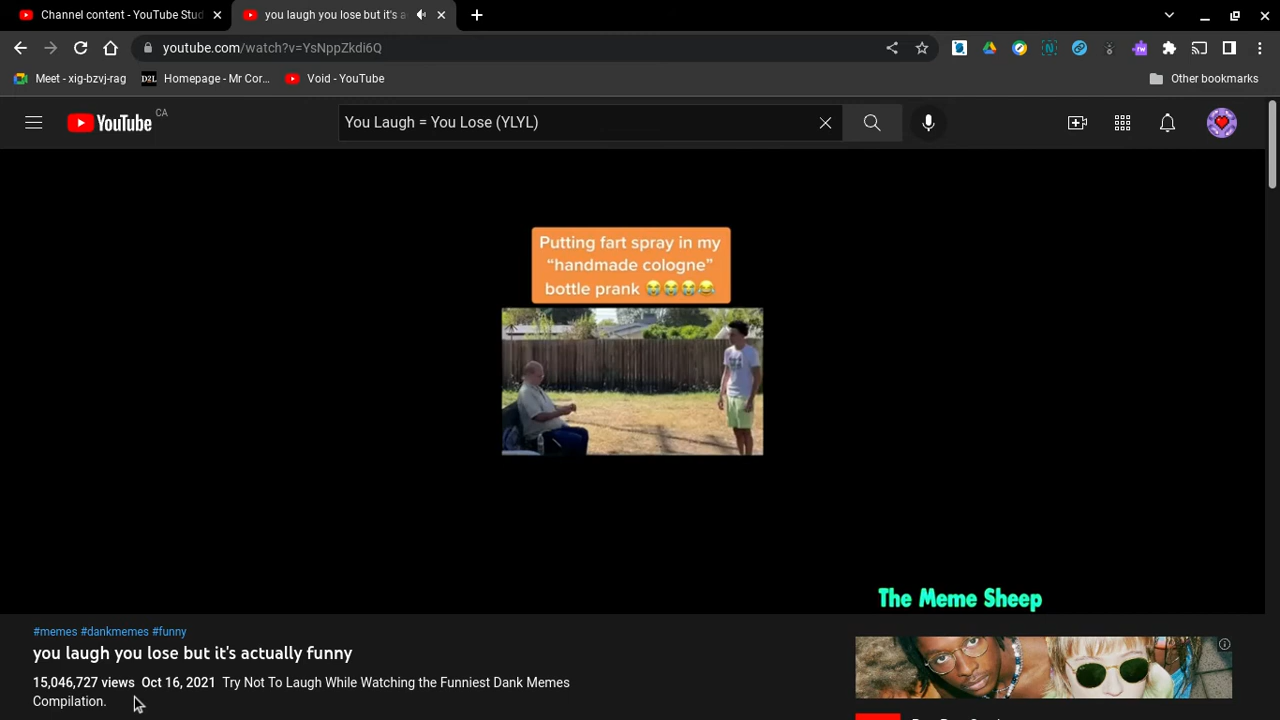 Channel content - YouTube Stud
you laugh you lose but it's a
youtube.com/watch?v=YsNppZkdi6Q
Meet - xig-bzvj-rag
D2L Homepage - Mr Cor...
Void - YouTube
Other bookmarks
YouTube CA
You Laugh = You Lose (YLYL)
Putting fart spray in my
“handmade cologne”
bottle prank 😭😭😭😂
The Meme Sheep
#memes #dankmemes #funny
you laugh you lose but it's actually funny
15,046,727 views Oct 16, 2021 Try Not To Laugh While Watching the Funniest Dank Memes
Compilation.